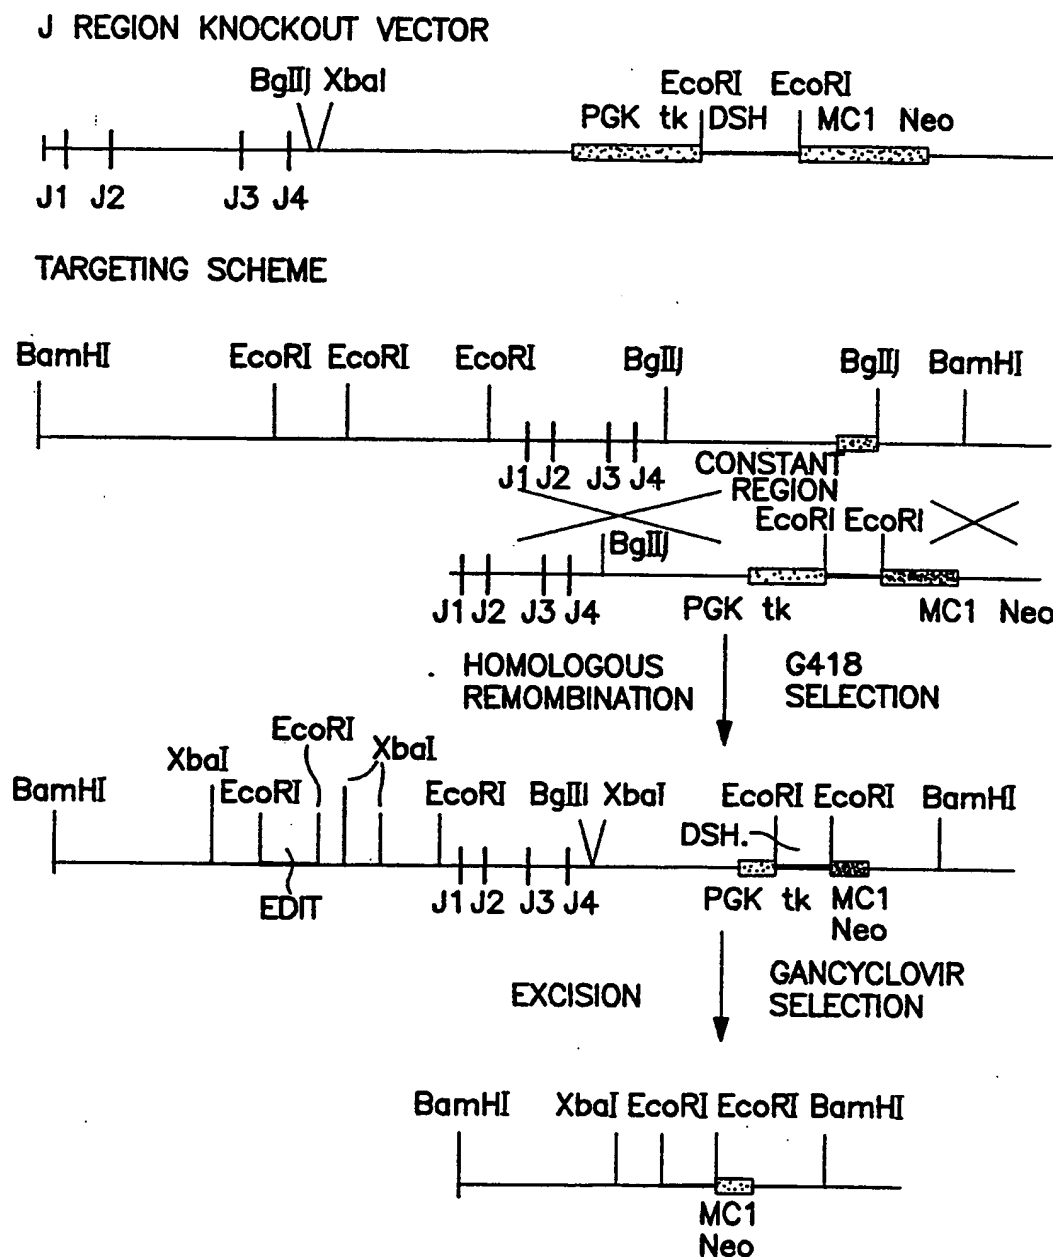 J REGION KNOCKOUT VECTOR
BglII XbaI
EcoRI EcoRI
PGK tk DSH MC1 Neo
J1 J2 J3 J4
TARGETING SCHEME
BamHI EcoRI EcoRI EcoRI BglII BglII BamHI
J1 J2 J3 J4
CONSTANT
REGION
EcoRI EcoRI
BglII
J1 J2 J3 J4 PGK tk MC1 Neo
HOMOLOGOUS
REMOMBINATION
G418
SELECTION
EcoRI
XbaI XbaI
BamHI EcoRI EcoRI BglII XbaI EcoRI EcoRI BamHI
DSH.
EDIT
J1 J2 J3 J4 PGK tk MC1
Neo
EXCISION
GANCYCLOVIR
SELECTION
BamHI XbaI EcoRI EcoRI BamHI
MC1
Neo